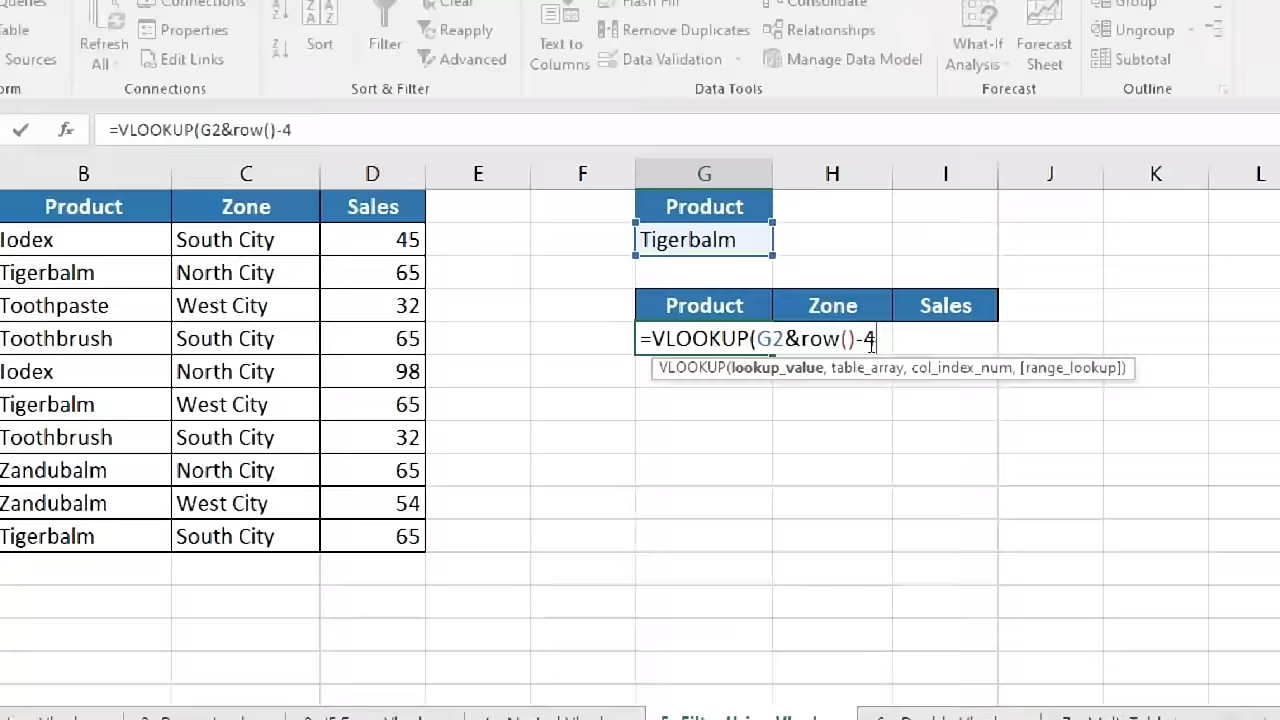 Queries
Connections
Clear
Flash Fill
Consolidate
Group
Table
Refresh All
Properties
Sort
Filter
Reapply
Text to Columns
Remove Duplicates
Relationships
What-If Analysis
Forecast Sheet
Ungroup
Sources
Edit Links
Advanced
Data Validation
Manage Data Model
Subtotal
Connections
Sort & Filter
Data Tools
Forecast
Outline
fx =VLOOKUP(G2&row()-4
B C D E F G H I J K L
Product Zone Sales Product
Iodex South City 45 Tigerbalm
Tigerbalm North City 65
Toothpaste West City 32 Product Zone Sales
Toothbrush South City 65 =VLOOKUP(G2&row()-4
VLOOKUP(lookup_value, table_array, col_index_num, [range_lookup])
Iodex North City 98
Tigerbalm West City 65
Toothbrush South City 32
Zandubalm North City 65
Zandubalm West City 54
Tigerbalm South City 65